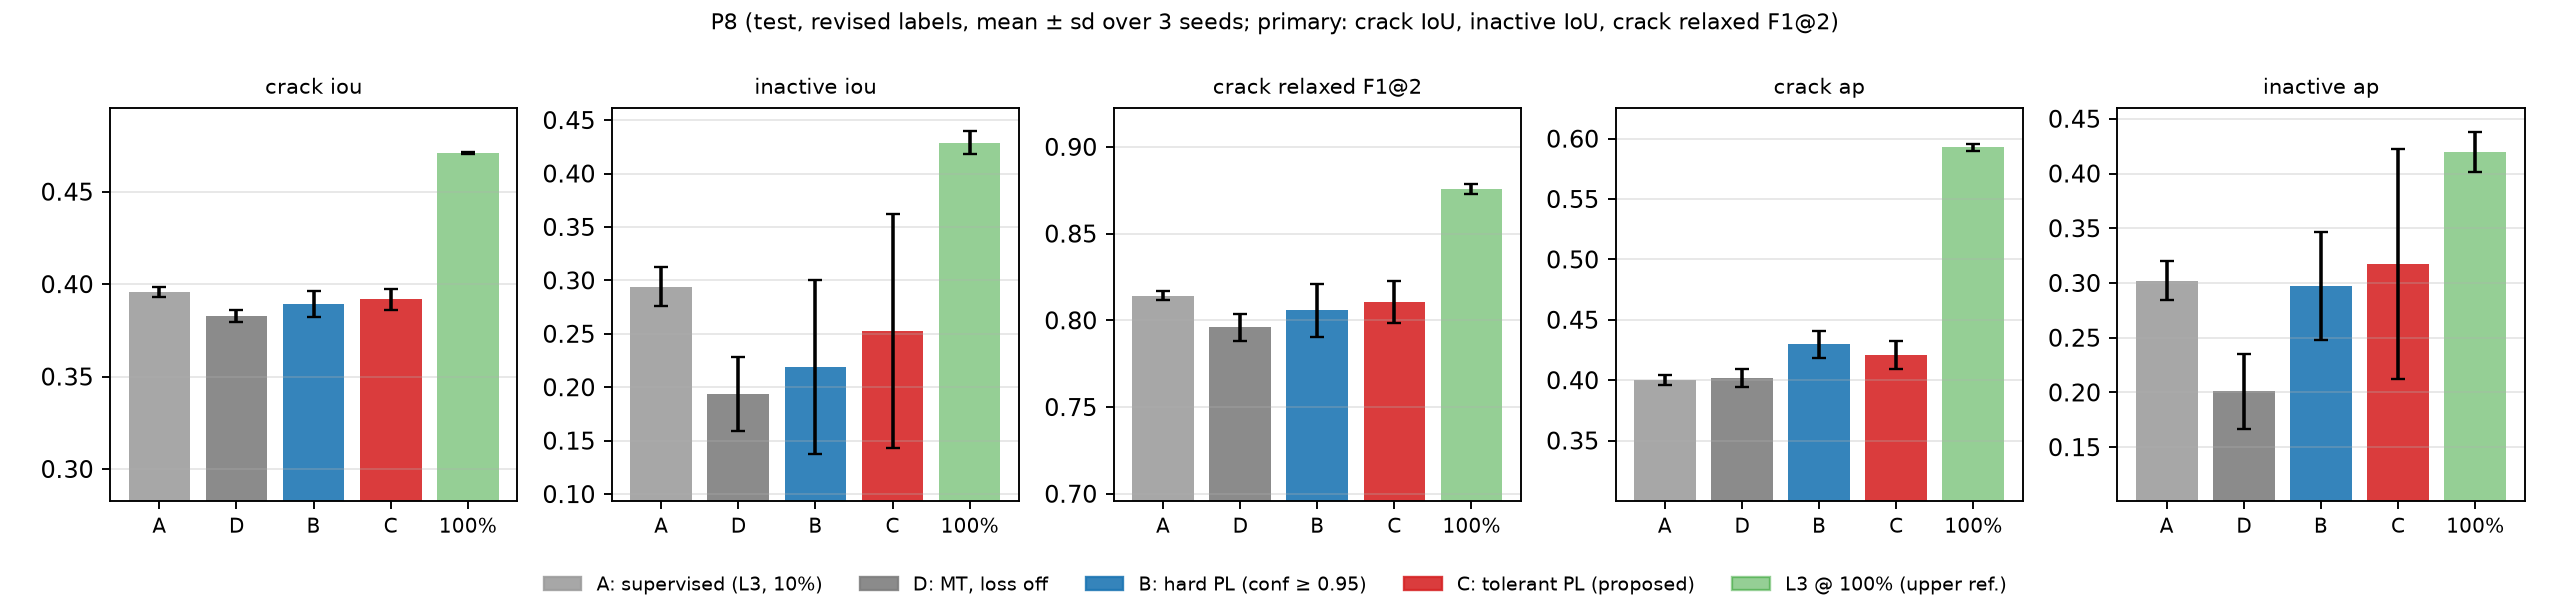 P8 (test, revised labels, mean ± sd over 3 seeds; primary: crack IoU, inactive IoU, crack relaxed F1@2)
crack iou
0.45
0.40
0.35
0.30
A D B C 100%
inactive iou
0.45
0.40
0.35
0.30
0.25
0.20
0.15
0.10
A D B C 100%
crack relaxed F1@2
0.90
0.85
0.80
0.75
0.70
A D B C 100%
crack ap
0.60
0.55
0.50
0.45
0.40
0.35
A D B C 100%
inactive ap
0.45
0.40
0.35
0.30
0.25
0.20
0.15
A D B C 100%
A: supervised (L3, 10%) D: MT, loss off B: hard PL (conf ≥ 0.95) C: tolerant PL (proposed) L3 @ 100% (upper ref.)